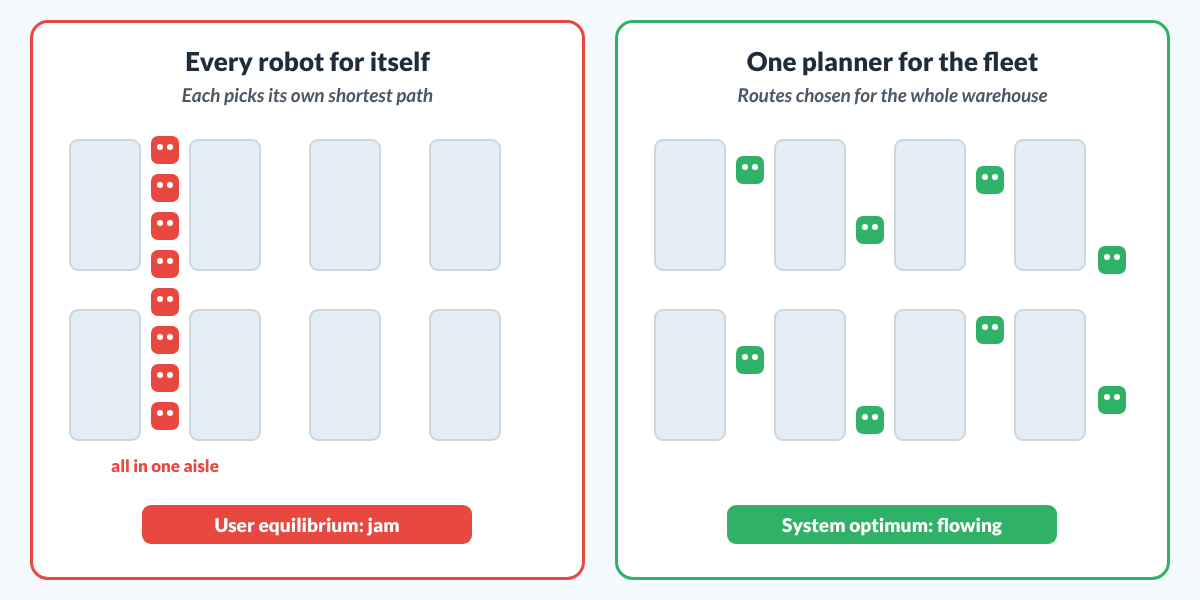 Every robot for itself
Each picks its own shortest path
all in one aisle
User equilibrium: jam
One planner for the fleet
Routes chosen for the whole warehouse
System optimum: flowing